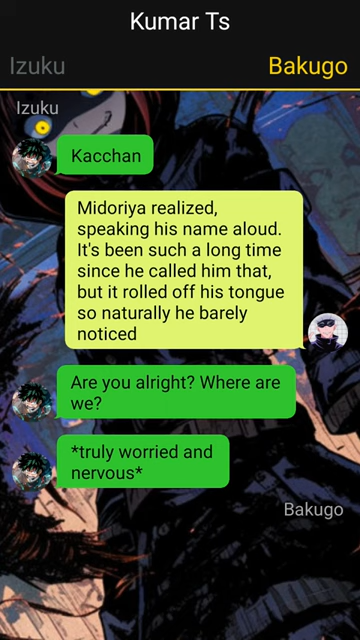 Kumar Ts
Izuku
Bakugo
Izuku
Kacchan
Midoriya realized,
speaking his name aloud.
It's been such a long time
since he called him that,
but it rolled off his tongue
so naturally he barely
noticed
Are you alright? Where are
we?
*truly worried and
nervous*
Bakugo